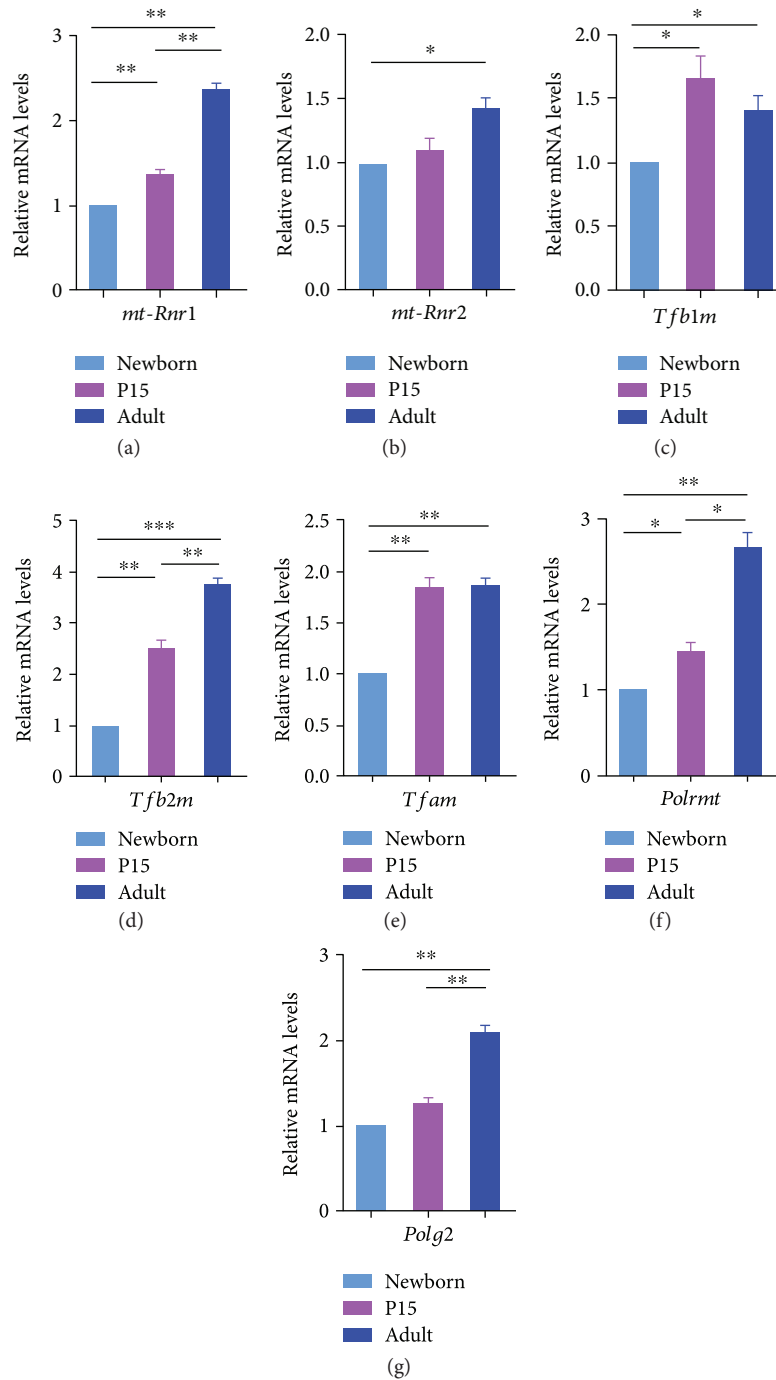 ** 
** **
3
2
1
0
Relative mRNA levels
mt-Rnr1
Newborn
P15
Adult
(a)
*
2.0
1.5
1.0
0.5
0.0
Relative mRNA levels
mt-Rnr2
Newborn
P15
Adult
(b)
*
*
2.0
1.5
1.0
0.5
0.0
Relative mRNA levels
Tfb1m
Newborn
P15
Adult
(c)
***
** **
5
4
3
2
1
0
Relative mRNA levels
Tfb2m
Newborn
P15
Adult
(d)
**
**
2.5
2.0
1.5
1.0
0.5
0.0
Relative mRNA levels
Tfam
Newborn
P15
Adult
(e)
**
* *
3
2
1
0
Relative mRNA levels
Polrmt
Newborn
P15
Adult
(f)
**
**
3
2
1
0
Relative mRNA levels
Polg2
Newborn
P15
Adult
(g)